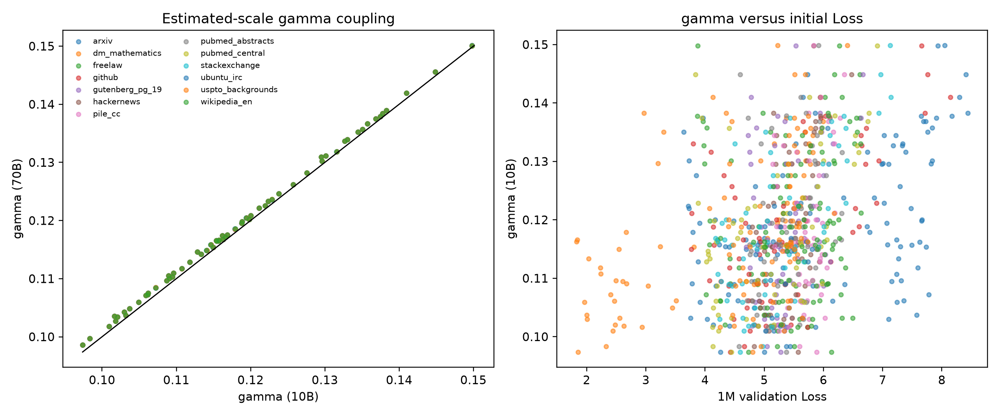 Estimated-scale gamma coupling
gamma (70B)
0.15
0.14
0.13
0.12
0.11
0.10
arxiv
dm_mathematics
freelaw
github
gutenberg_pg_19
hackernews
pile_cc
pubmed_abstracts
pubmed_central
stackexchange
ubuntu_irc
uspto_backgrounds
wikipedia_en
0.10 0.11 0.12 0.13 0.14 0.15
gamma (10B)
gamma versus initial Loss
gamma (10B)
0.15
0.14
0.13
0.12
0.11
0.10
2 3 4 5 6 7 8
1M validation Loss